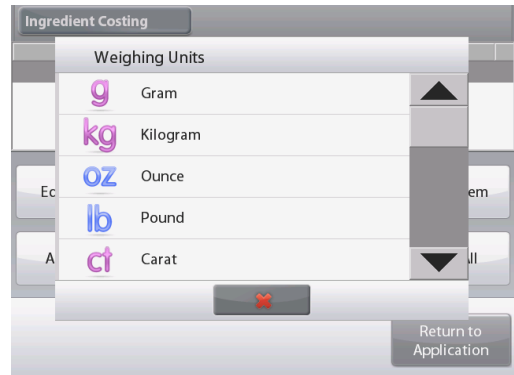 Ingredient Costing
Weighing Units
g Gram
kg Kilogram
oz Ounce
lb Pound
ct Carat
Return to
Application